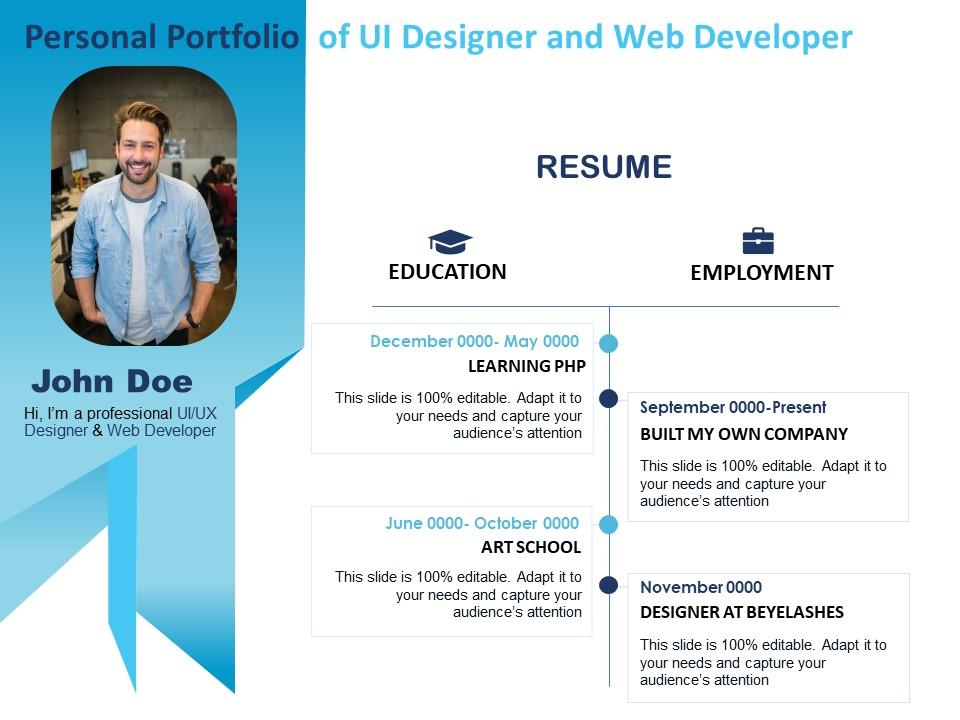 Personal Portfolio of UI Designer and Web Developer
John Doe
Hi, I'm a professional UI/UX
Designer & Web Developer
RESUME
EDUCATION
EMPLOYMENT
December 0000- May 0000
LEARNING PHP
This slide is 100% editable. Adapt it to
your needs and capture your
audience's attention
September 0000-Present
BUILT MY OWN COMPANY
This slide is 100% editable. Adapt it to
your needs and capture your
audience's attention
June 0000- October 0000
ART SCHOOL
This slide is 100% editable. Adapt it to
your needs and capture your
audience's attention
November 0000
DESIGNER AT BEYELASHES
This slide is 100% editable. Adapt it to
your needs and capture your
audience's attention